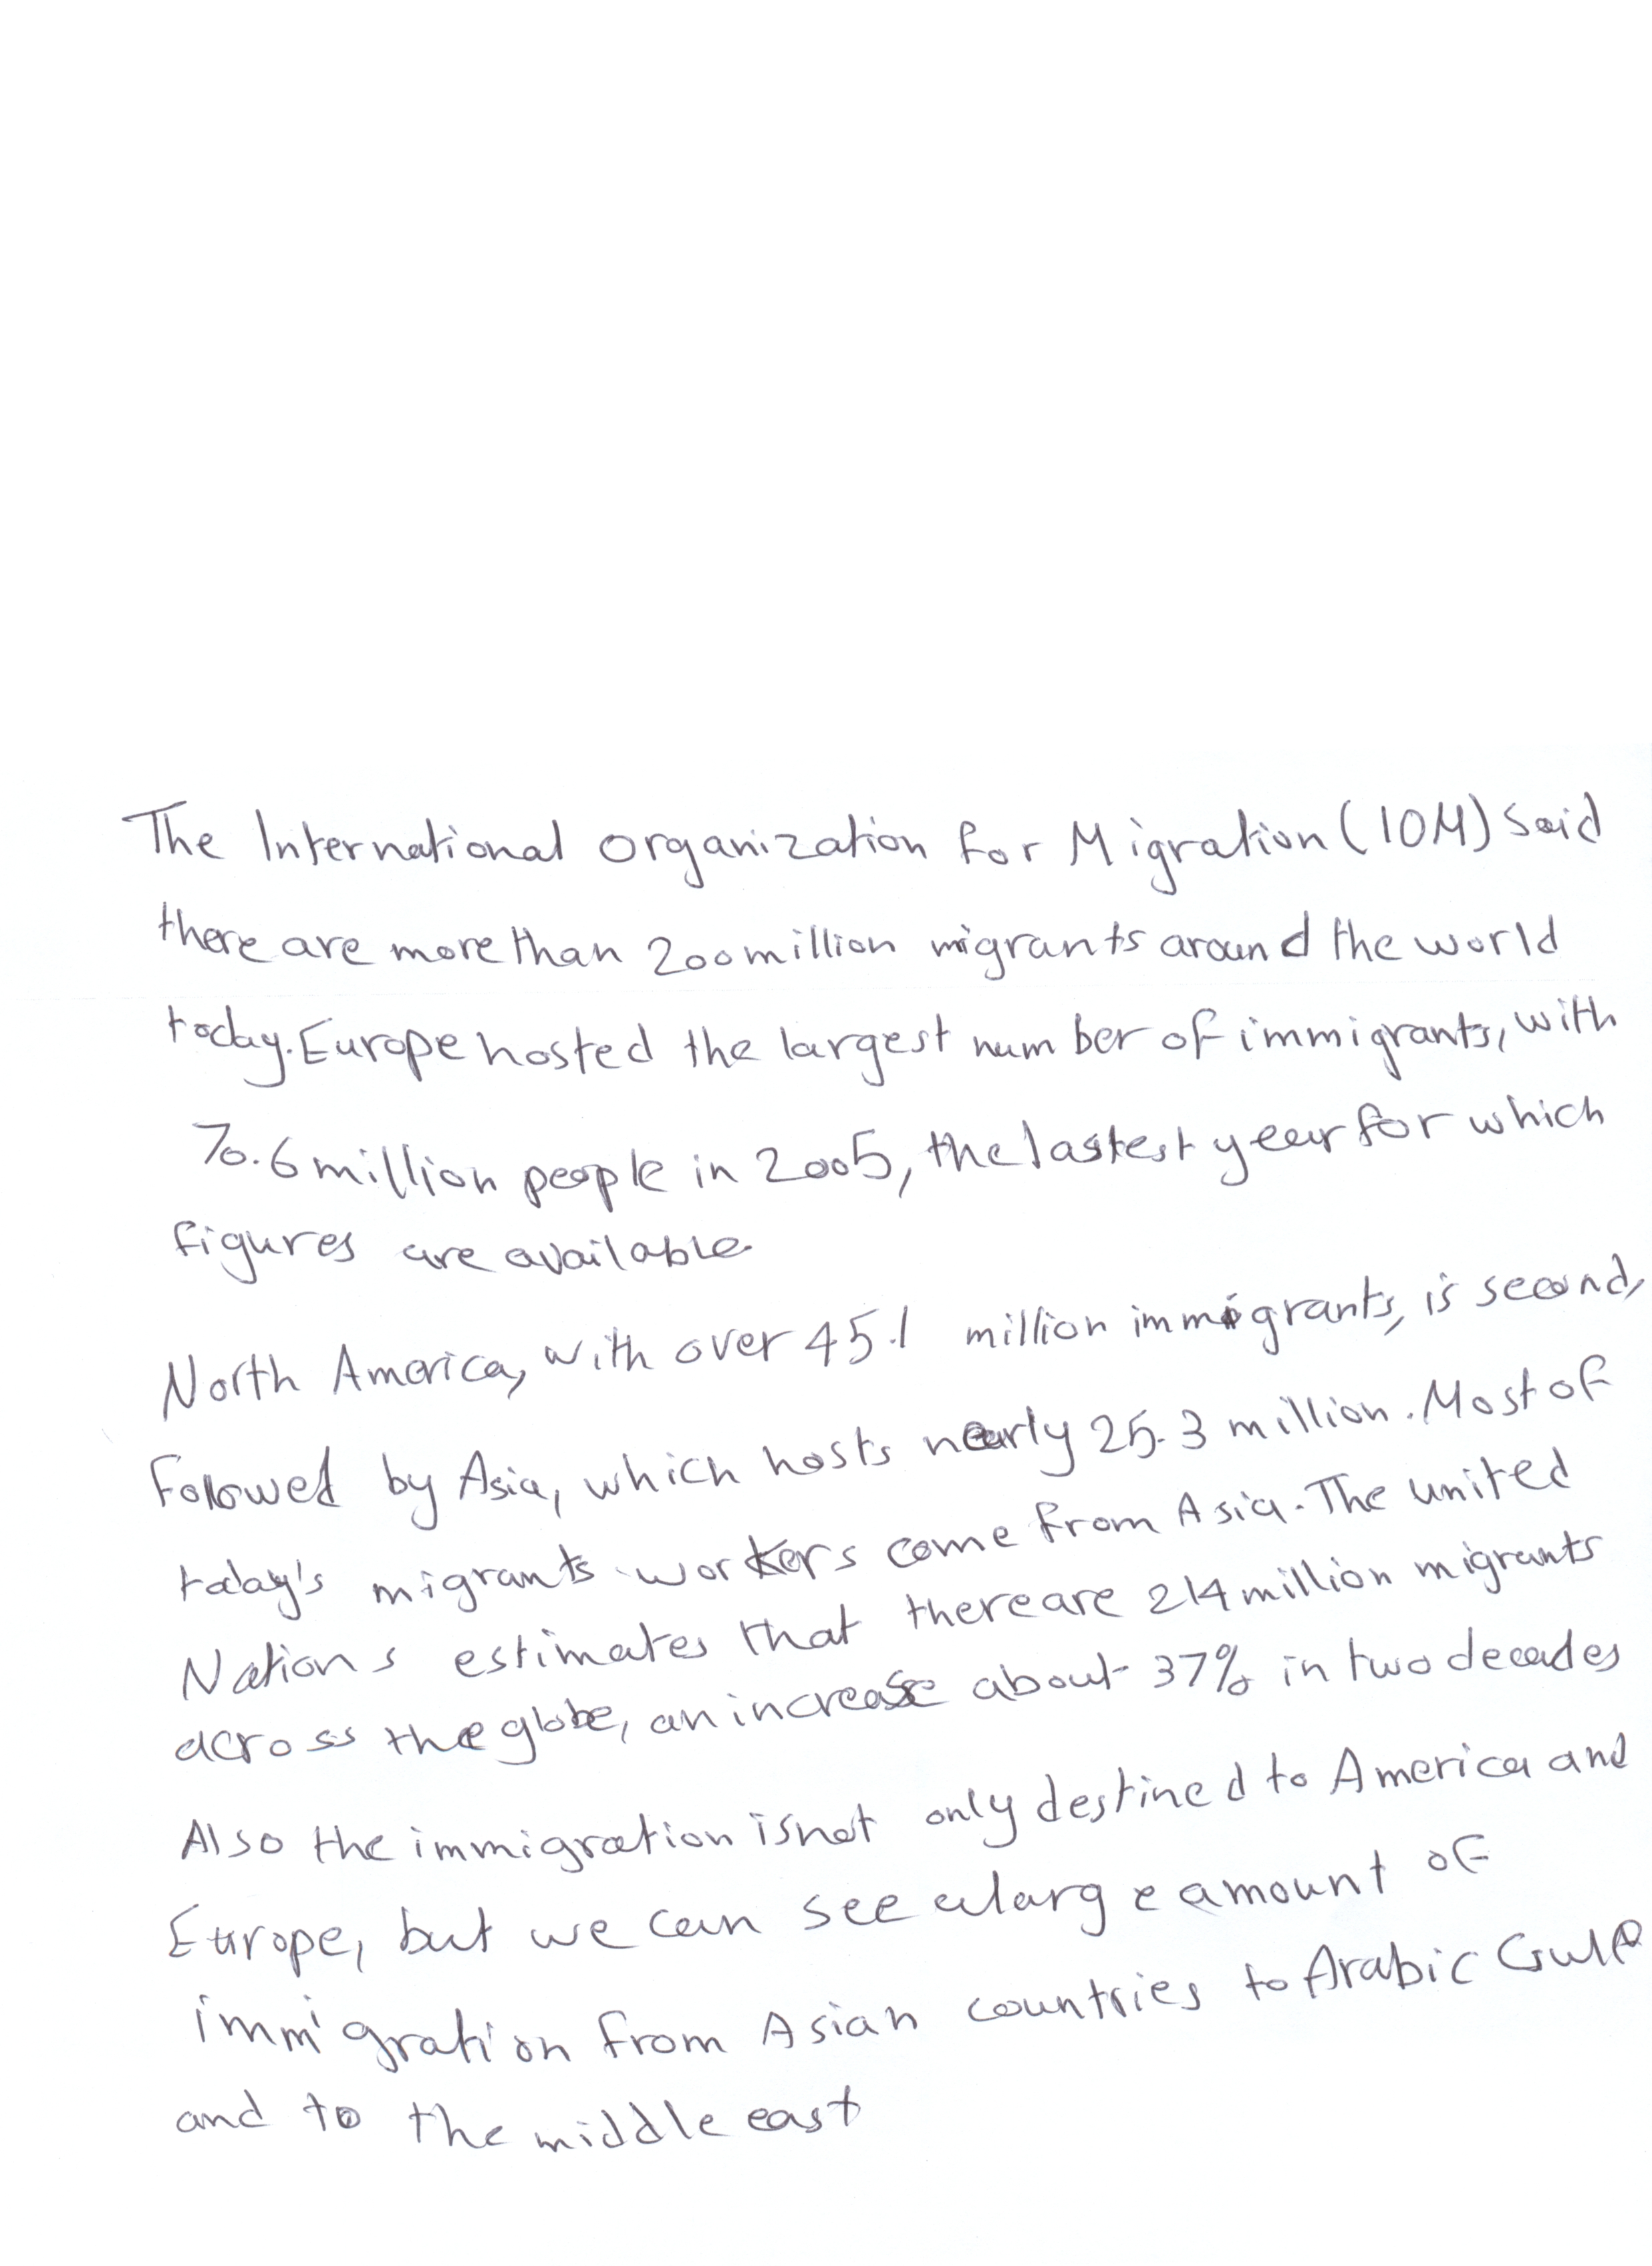 The International organization for Migration (IOM) Said
there are more than 200 million migrants around the world
today. Europe hosted the largest number of immigrants, with
70.6 million people in 2005, the lastest year for which
figures are available.
North America, with over 45.1 million immigrants, is second,
Followed by Asia, which hosts nearly 25.3 million. Most of
today's migrants workers come from Asia. The united
Nations estimates that there are 214 million migrants
across the globe, an increase about 37% in two decades
Also the immigration is not only destined to America and
Europe, but we can see a large amount of
immigration from Asian countries to Arabic Gulf
and to the middle east